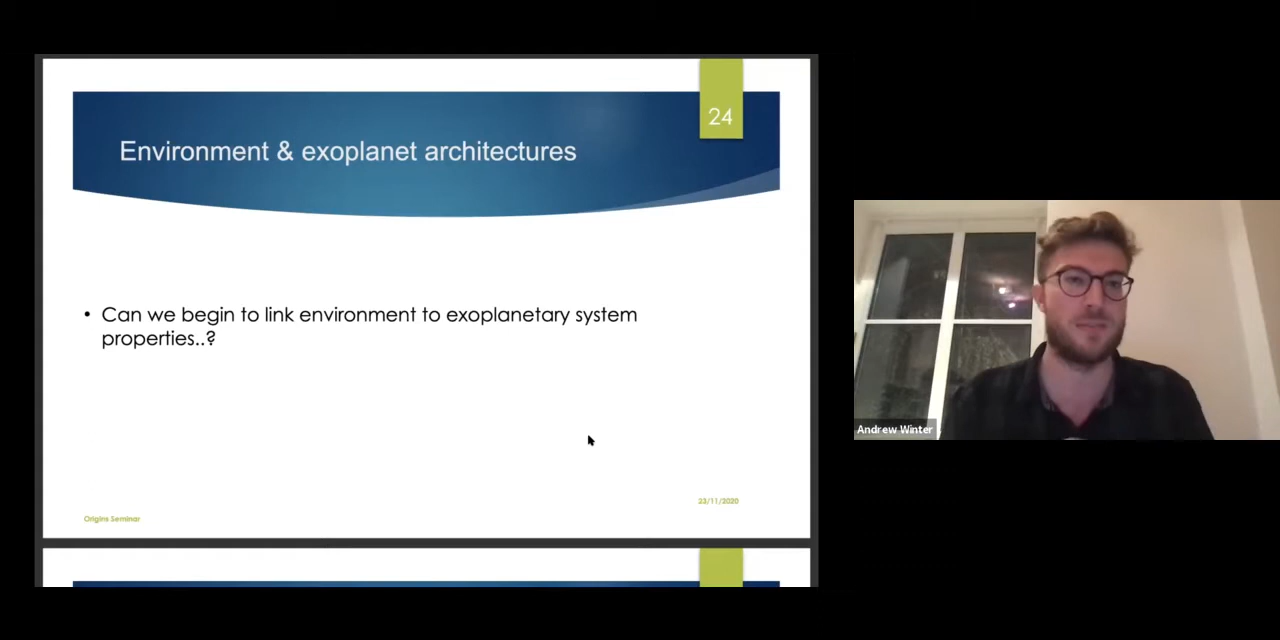 24
Environment & exoplanet architectures
• Can we begin to link environment to exoplanetary system
properties..?
23/11/2020
Origins Seminar
Andrew Winter